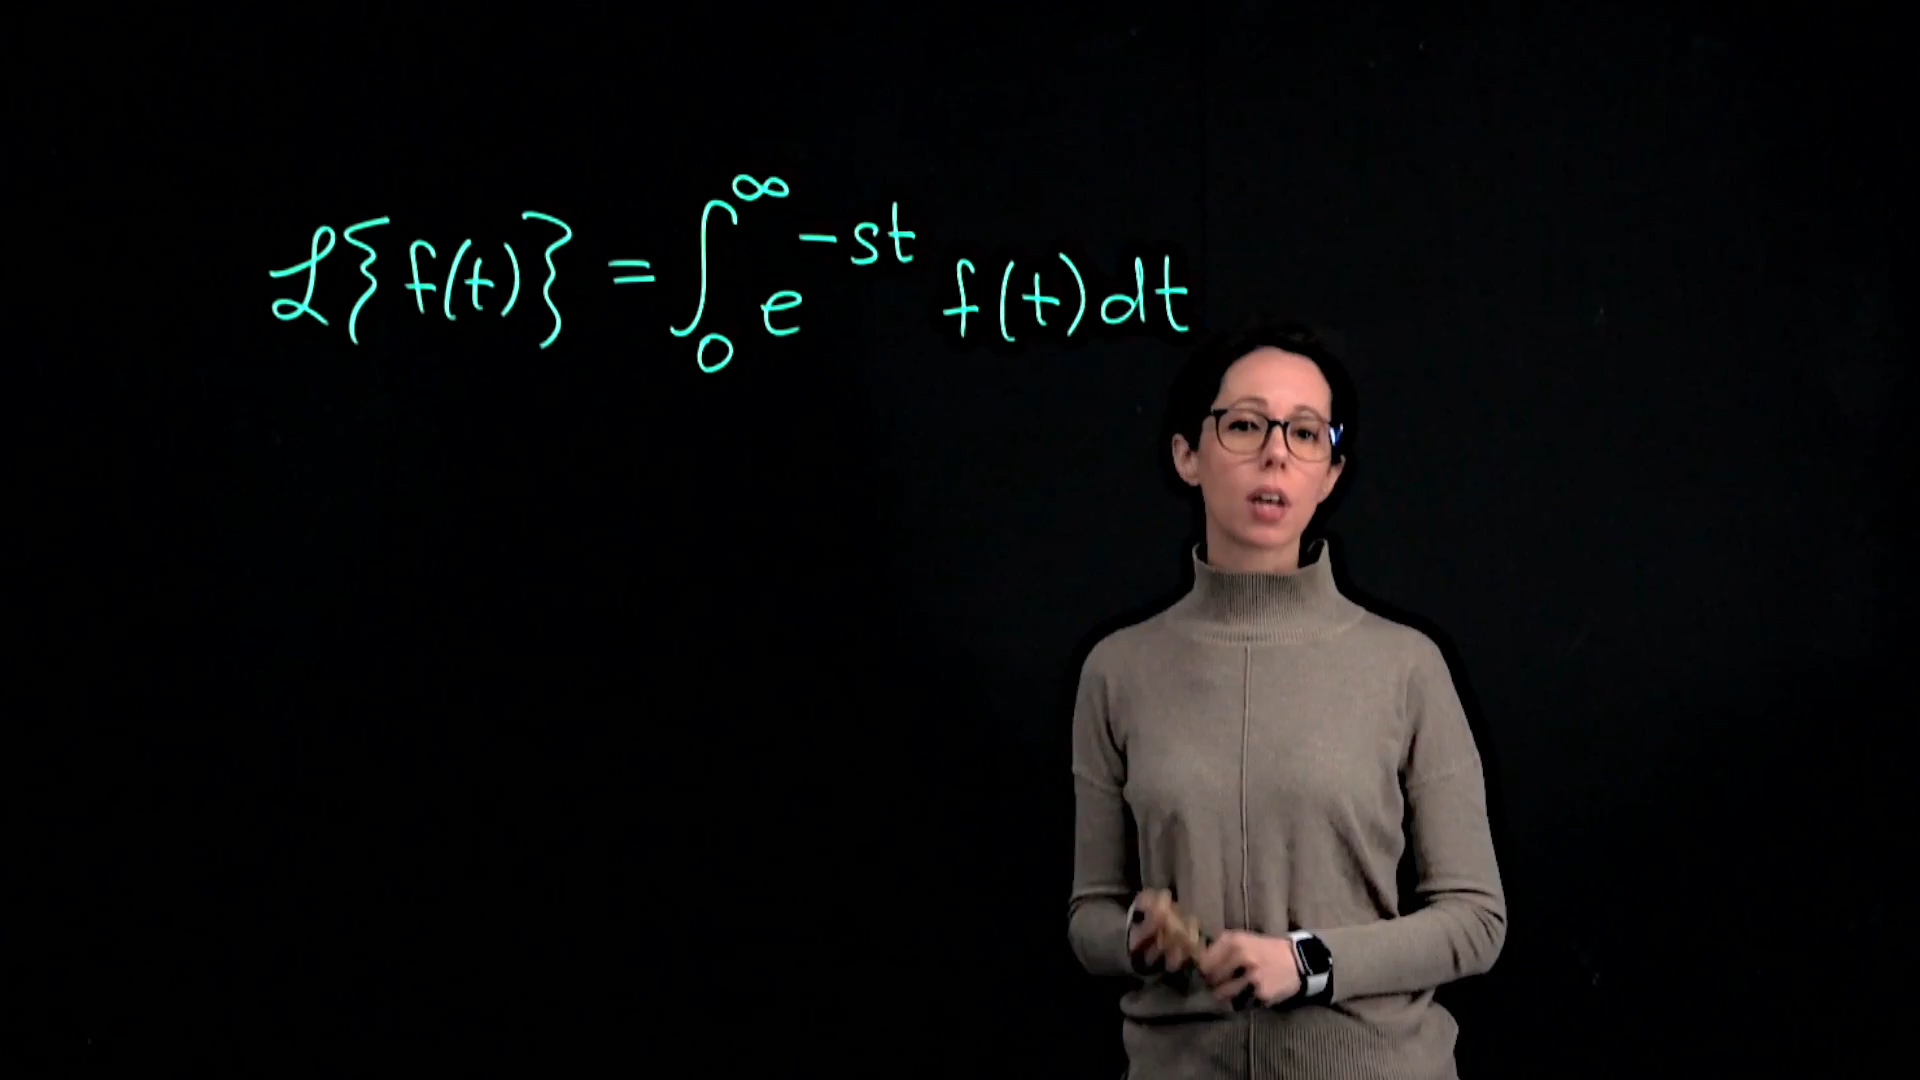 ℒ{f(t)} = ∫₀^∞ e^{-st} f(t)dt